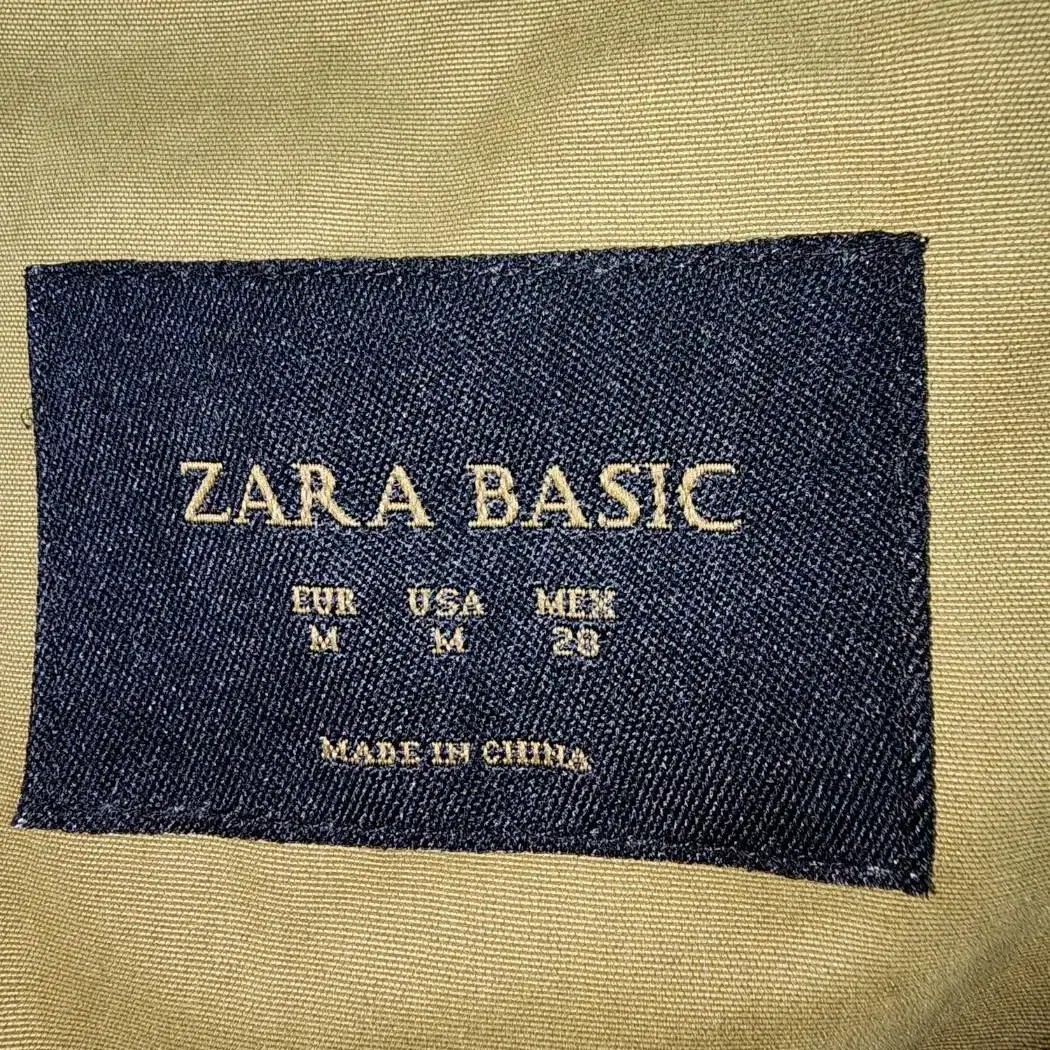 ZARA BASIC
EUR USA MEX
M M 28
MADE IN CHINA